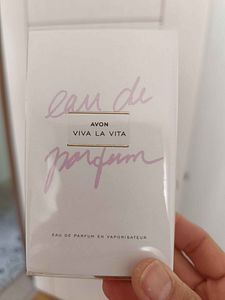 eau de
AVON
VIVA LA VITA
parfum
EAU DE PARFUM EN VAPORISATEUR